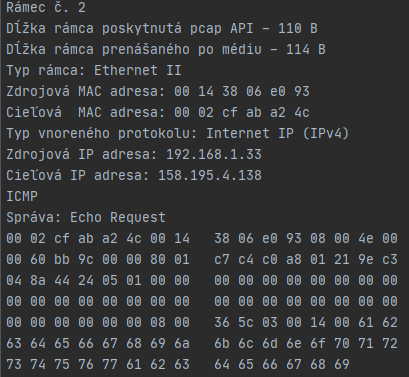 Rámec č. 2
Dĺžka rámca poskytnutá pcap API – 110 B
Dĺžka rámca prenášaného po médiu – 114 B
Typ rámca: Ethernet II
Zdrojová MAC adresa: 00 14 38 06 e0 93
Cieľová  MAC adresa: 00 02 cf ab a2 4c
Typ vnoreného protokolu: Internet IP (IPv4)
Zdrojová IP adresa: 192.168.1.33
Cieľová IP adresa: 158.195.4.138
ICMP
Správa: Echo Request
00 02 cf ab a2 4c 00 14   38 06 e0 93 08 00 4e 00
00 60 bb 9c 00 00 80 01   c7 c4 c0 a8 01 21 9e c3
04 8a 44 24 05 01 00 00   00 00 00 00 00 00 00 00
00 00 00 00 00 00 00 00   00 00 00 00 00 00 00 00
00 00 00 00 00 00 08 00   36 5c 03 00 14 00 61 62
63 64 65 66 67 68 69 6a   6b 6c 6d 6e 6f 70 71 72
73 74 75 76 77 61 62 63   64 65 66 67 68 69